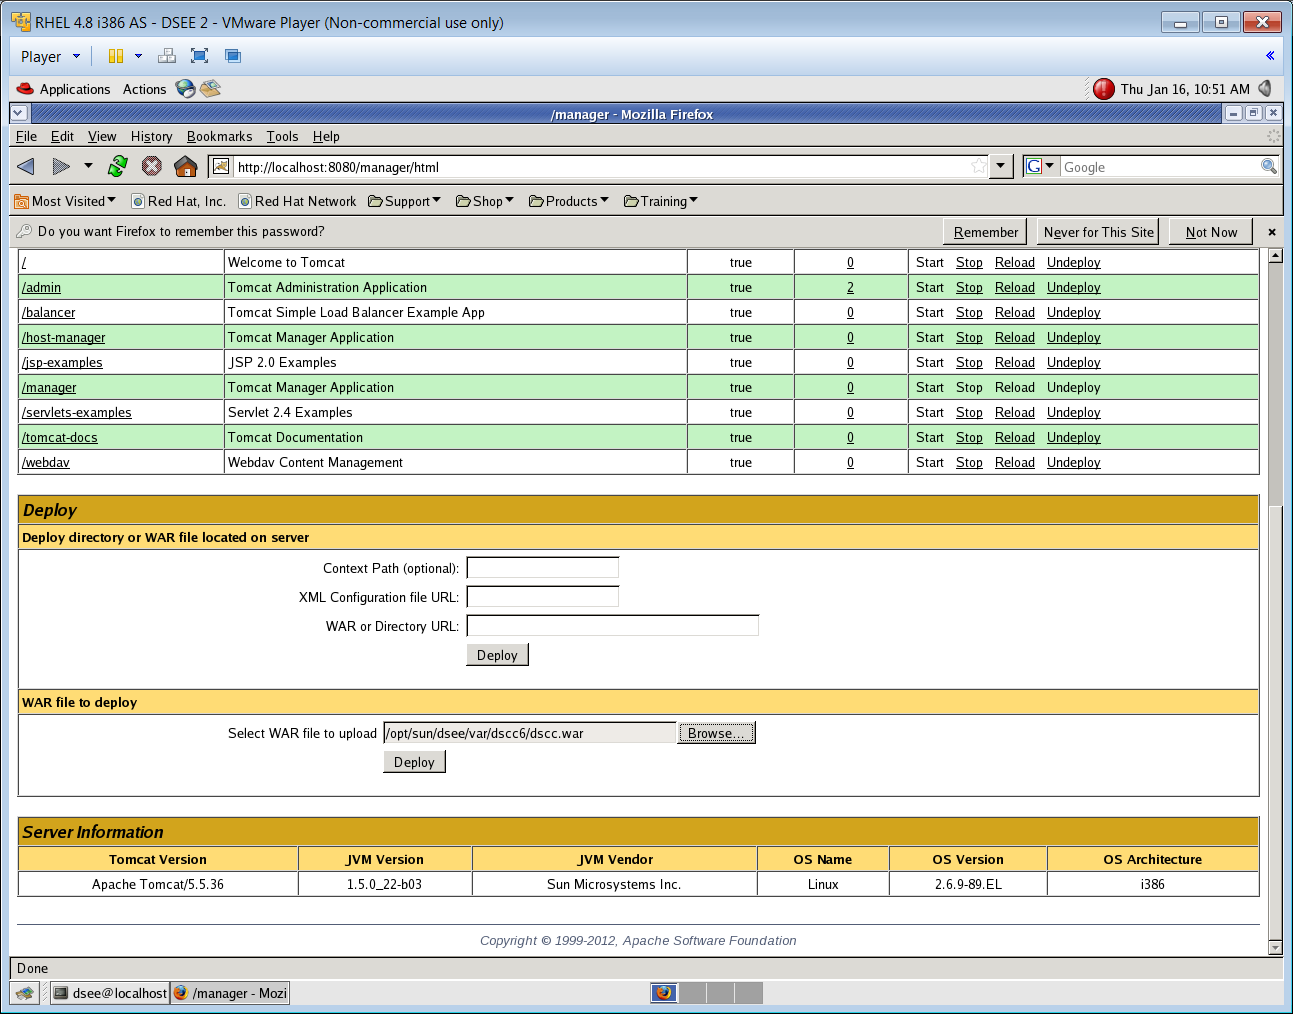 RHEL 4.8 i386 AS - DSEE 2 - VMware Player (Non-commercial use only)
Player
«
Applications Actions Thu Jan 16, 10:51 AM
/manager - Mozilla Firefox
File Edit View History Bookmarks Tools Help
http://localhost:8080/manager/html G Google
Most Visited Red Hat, Inc. Red Hat Network Support Shop Products Training
Do you want Firefox to remember this password? Remember Never for This Site Not Now ×
/ Welcome to Tomcat true 0 Start Stop Reload Undeploy
/admin Tomcat Administration Application true 2 Start Stop Reload Undeploy
/balancer Tomcat Simple Load Balancer Example App true 0 Start Stop Reload Undeploy
/host-manager Tomcat Manager Application true 0 Start Stop Reload Undeploy
/jsp-examples JSP 2.0 Examples true 0 Start Stop Reload Undeploy
/manager Tomcat Manager Application true 0 Start Stop Reload Undeploy
/servlets-examples Servlet 2.4 Examples true 0 Start Stop Reload Undeploy
/tomcat-docs Tomcat Documentation true 0 Start Stop Reload Undeploy
/webdav Webdav Content Management true 0 Start Stop Reload Undeploy
Deploy
Deploy directory or WAR file located on server
Context Path (optional):
XML Configuration file URL:
WAR or Directory URL:
Deploy
WAR file to deploy
Select WAR file to upload /opt/sun/dsee/var/dscc6/dscc.war Browse...
Deploy
Server Information
Tomcat Version JVM Version JVM Vendor OS Name OS Version OS Architecture
Apache Tomcat/5.5.36 1.5.0_22-b03 Sun Microsystems Inc. Linux 2.6.9-89.EL i386
Copyright © 1999-2012, Apache Software Foundation
Done
dsee@localhost /manager - Mozi